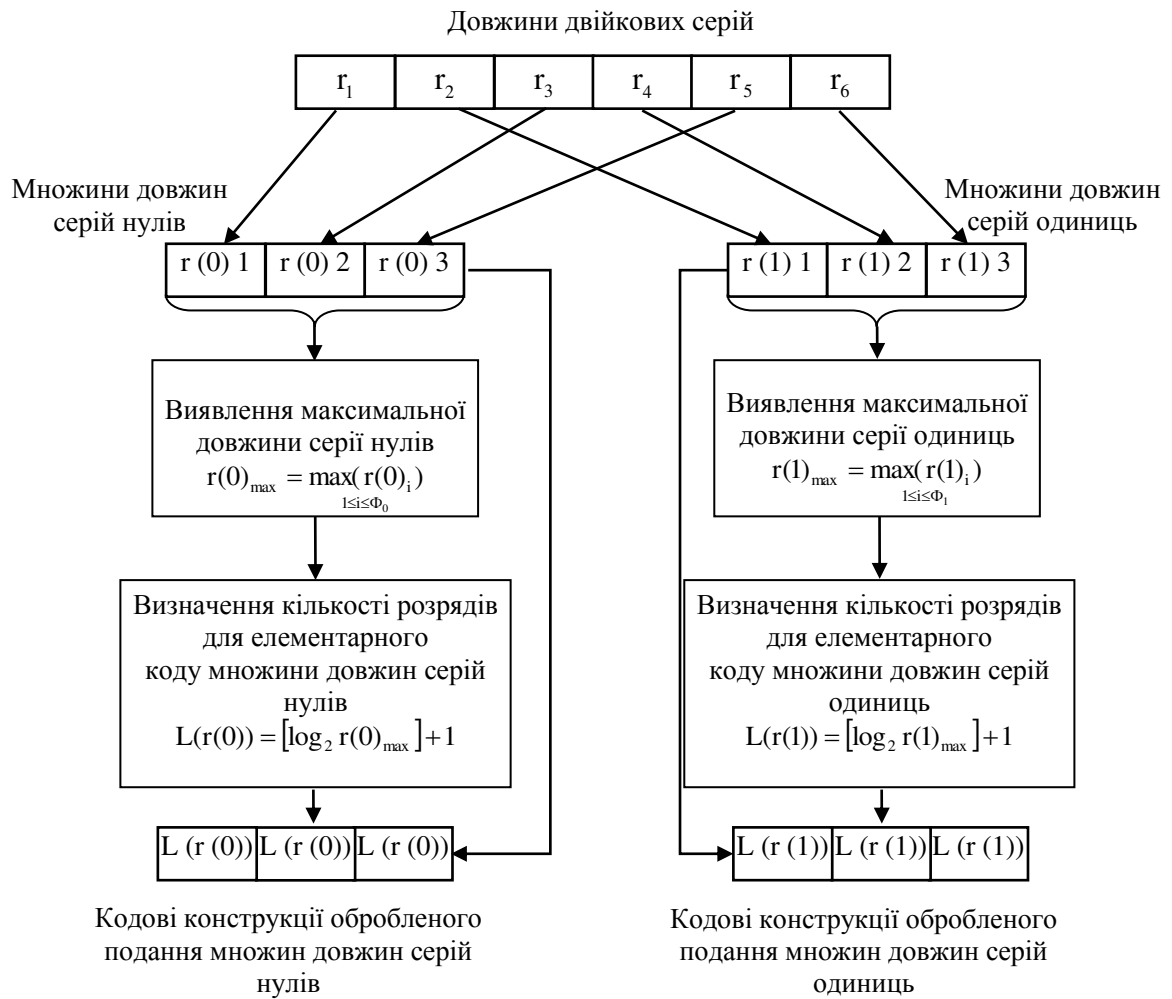 Довжини двійкових серій
r₁ r₂ r₃ r₄ r₅ r₆
Множини довжин
серій нулів
Множини довжин
серій одиниць
r (0) 1 r (0) 2 r (0) 3
r (1) 1 r (1) 2 r (1) 3
Виявлення максимальної
довжини серії нулів
r(0)max = max( r(0)i )
1≤i≤Φ₀
Виявлення максимальної
довжини серії одиниць
r(1)max = max( r(1)i )
1≤i≤Φ₁
Визначення кількості розрядів
для елементарного
коду множини довжин серій
нулів
L(r(0)) = [log₂ r(0)max] + 1
Визначення кількості розрядів
для елементарного
коду множини довжин серій
одиниць
L(r(1)) = [log₂ r(1)max] + 1
L (r (0)) L (r (0)) L (r (0))
L (r (1)) L (r (1)) L (r (1))
Кодові конструкції обробленого
подання множин довжин серій
нулів
Кодові конструкції обробленого
подання множин довжин серій
одиниць